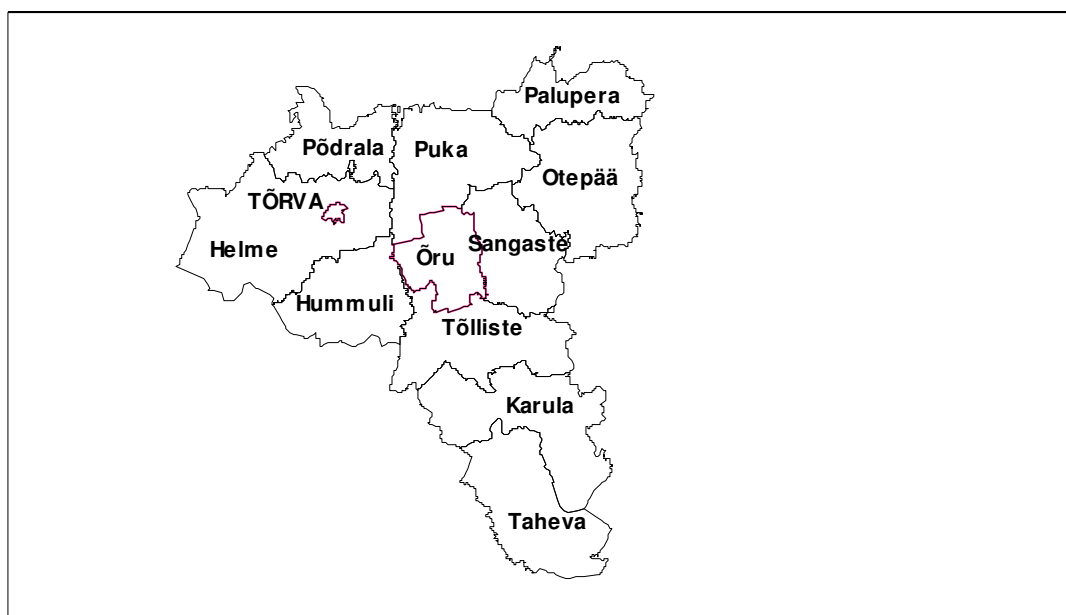 Palupera
Põdrala
Puka
Otepää
TÕRVA
Helme
Õru
Sangaste
Hummuli
Tõlliste
Karula
Taheva